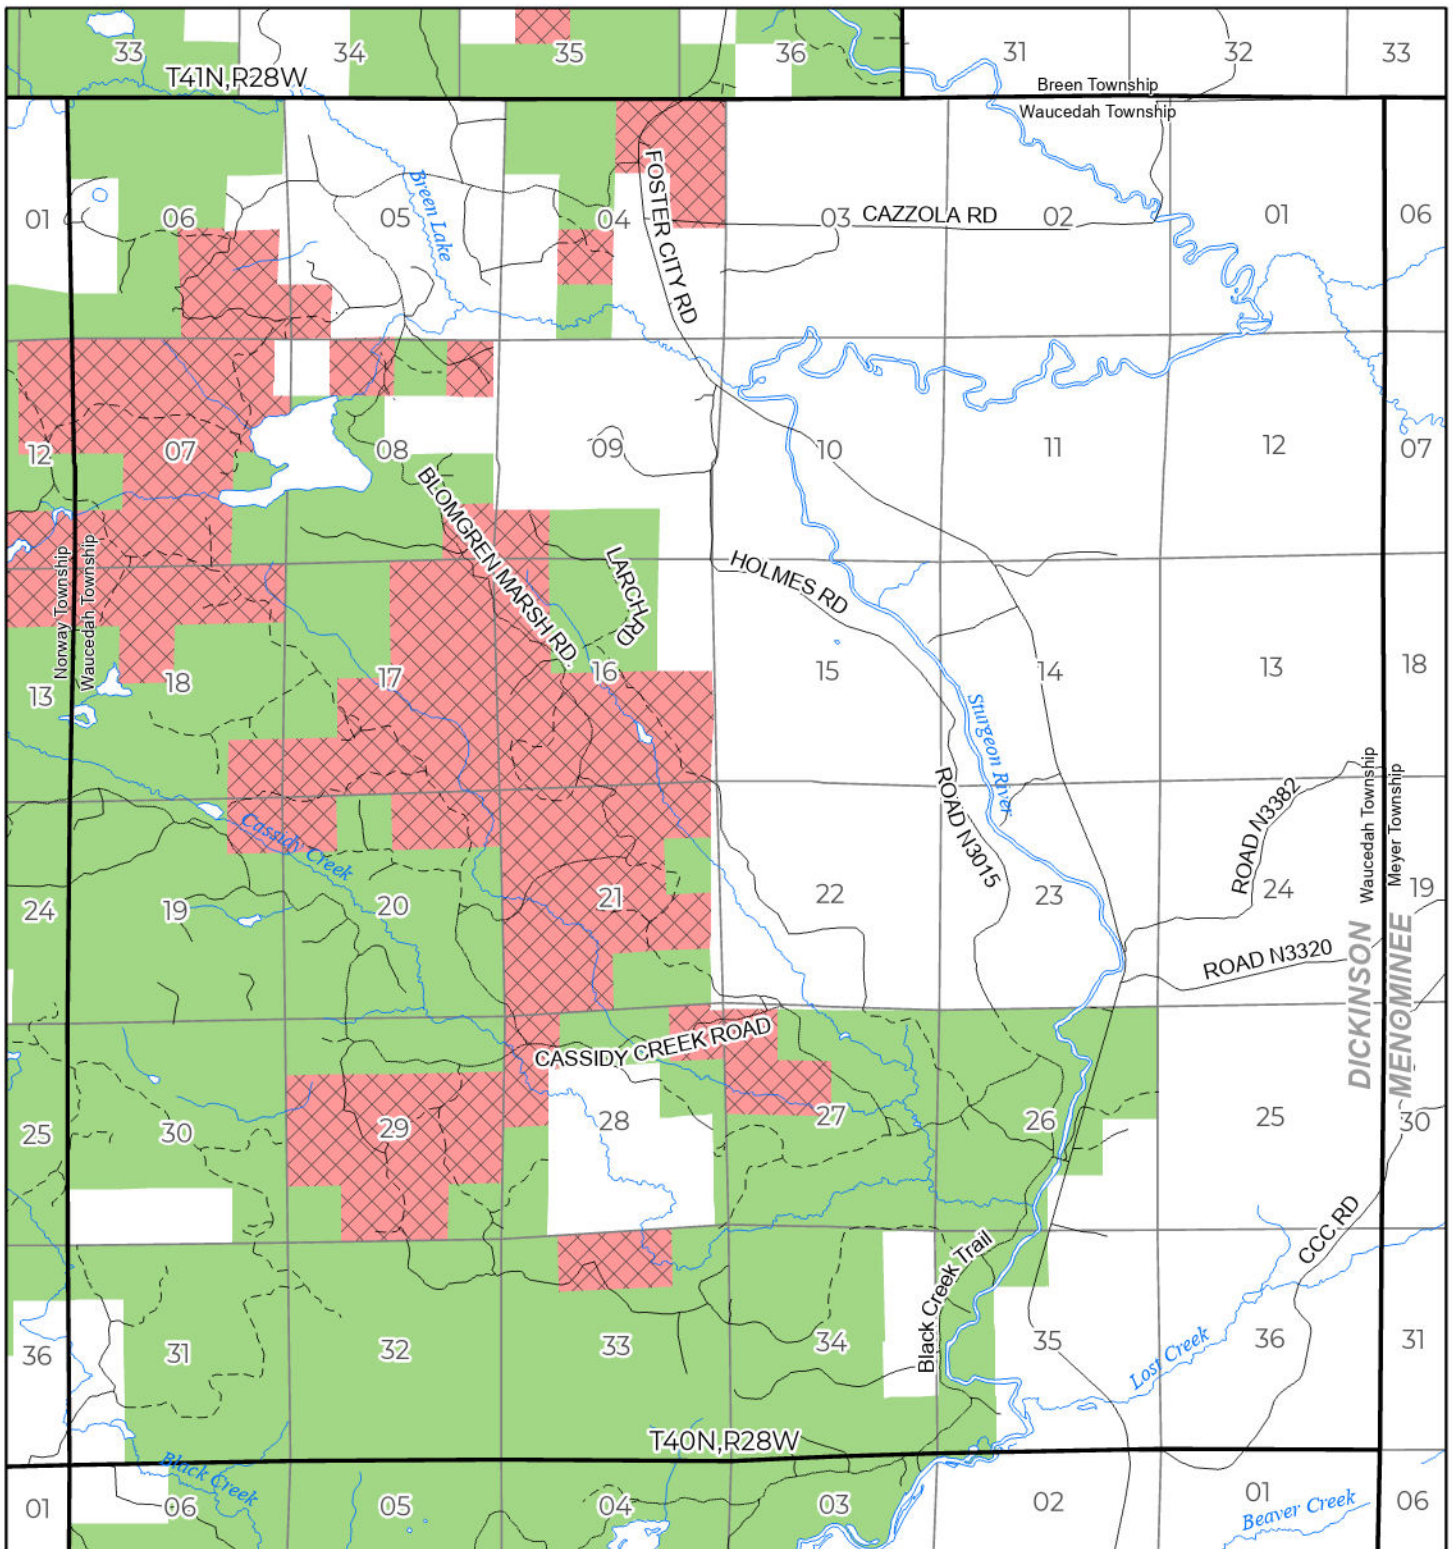 33
34
35
36
31
32
33
T41N,R28W
Breen Township
Waucedah Township
01
06
05
Breen Lake
04
FOSTER CITY RD
03
CAZZOLA RD
02
01
06
12
07
08
09
10
11
12
07
BLOMGREN MARSH RD.
LARCH RD
HOLMES RD
Norway Township
Waucedah Township
13
18
17
16
15
14
13
18
Sturgeon River
ROAD N3015
ROAD N3382
Waucedah Township
Meyer Township
Cassidy Creek
24
19
20
21
22
23
24
19
ROAD N3320
DICKINSON
MENOMINEE
CASSIDY CREEK ROAD
25
30
29
28
27
26
25
30
CCC RD
Black Creek Trail
36
31
32
33
34
35
36
31
Lost Creek
T40N,R28W
Black Creek
01
06
05
04
03
02
01
06
Beaver Creek